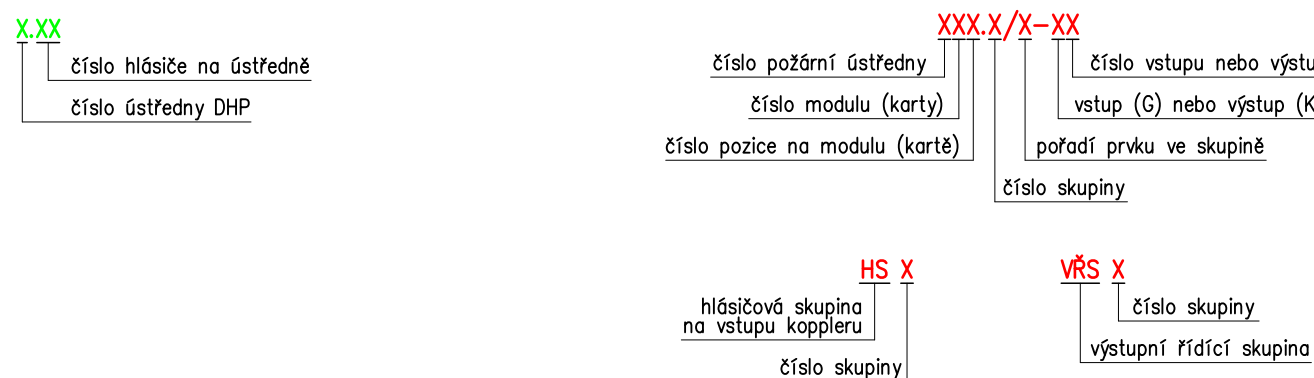 X.XX
číslo hlásiče na ústředně
číslo ústředny DHP
XXX.X/X-XX
číslo požární ústředny
číslo vstupu nebo
číslo modulu (karty)
vstup (G) nebo výstup (K
číslo pozice na modulu (kartě)
pořadí prvku ve skupině
číslo skupiny
HS X
hlásičová skupina
na vstupu koppleru
číslo skupiny
VŘS X
číslo skupiny
výstupní řídící skupina